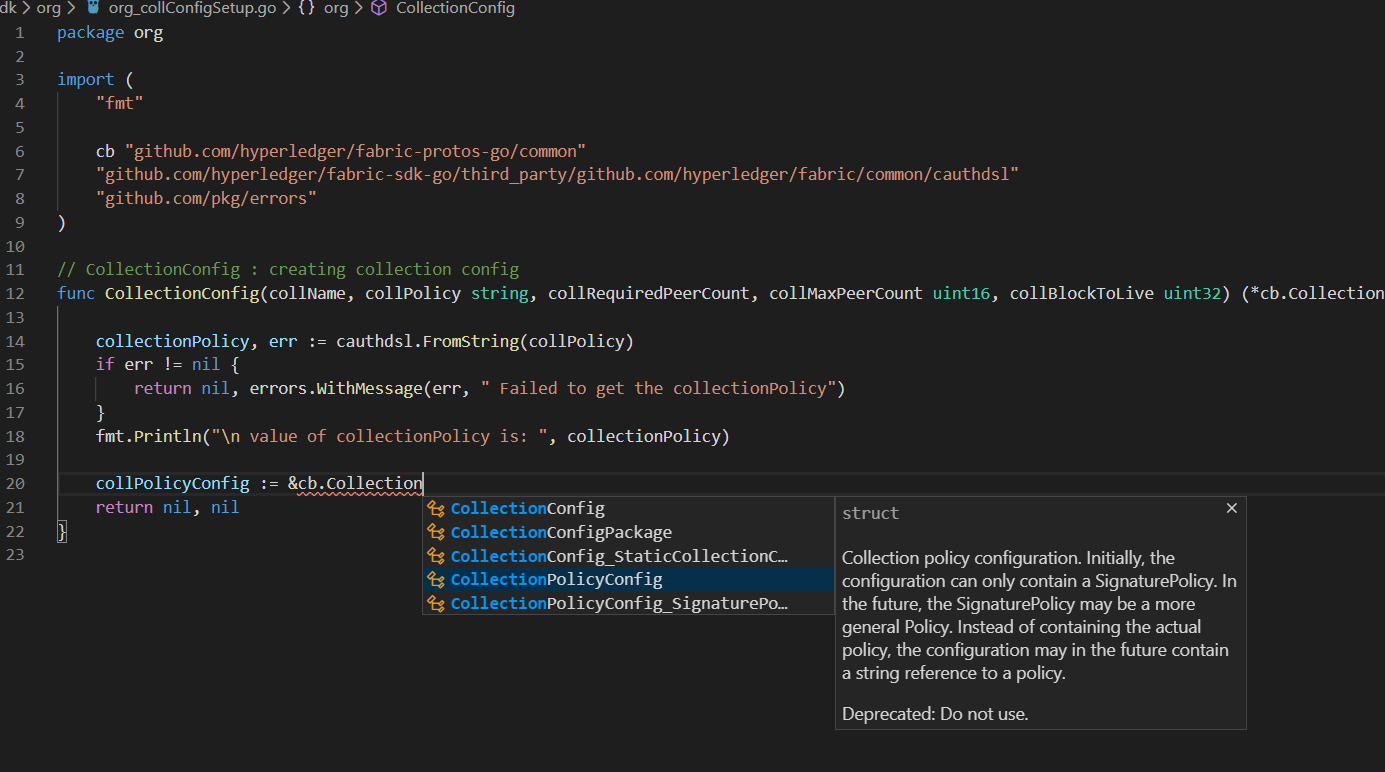 dk > org > org_collConfigSetup.go > {} org > CollectionConfig
1 package org
2
3 import (
4 "fmt"
5
6 cb "github.com/hyperledger/fabric-protos-go/common"
7 "github.com/hyperledger/fabric-sdk-go/third_party/github.com/hyperledger/fabric/common/cauthdsl"
8 "github.com/pkg/errors"
9 )
10
11 // CollectionConfig : creating collection config
12 func CollectionConfig(collName, collPolicy string, collRequiredPeerCount, collMaxPeerCount uint16, collBlockToLive uint32) (*cb.Collection
13
14 collectionPolicy, err := cauthdsl.FromString(collPolicy)
15 if err != nil {
16 return nil, errors.WithMessage(err, " Failed to get the collectionPolicy")
17 }
18 fmt.Println("\n value of collectionPolicy is: ", collectionPolicy)
19
20 collPolicyConfig := &cb.Collection
21 return nil, nil
22 }
23
CollectionConfig
CollectionConfigPackage
CollectionConfig_StaticCollectionC…
CollectionPolicyConfig
CollectionPolicyConfig_SignaturePo…
struct
Collection policy configuration. Initially, the
configuration can only contain a SignaturePolicy. In
the future, the SignaturePolicy may be a more
general Policy. Instead of containing the actual
policy, the configuration may in the future contain
a string reference to a policy.
Deprecated: Do not use.